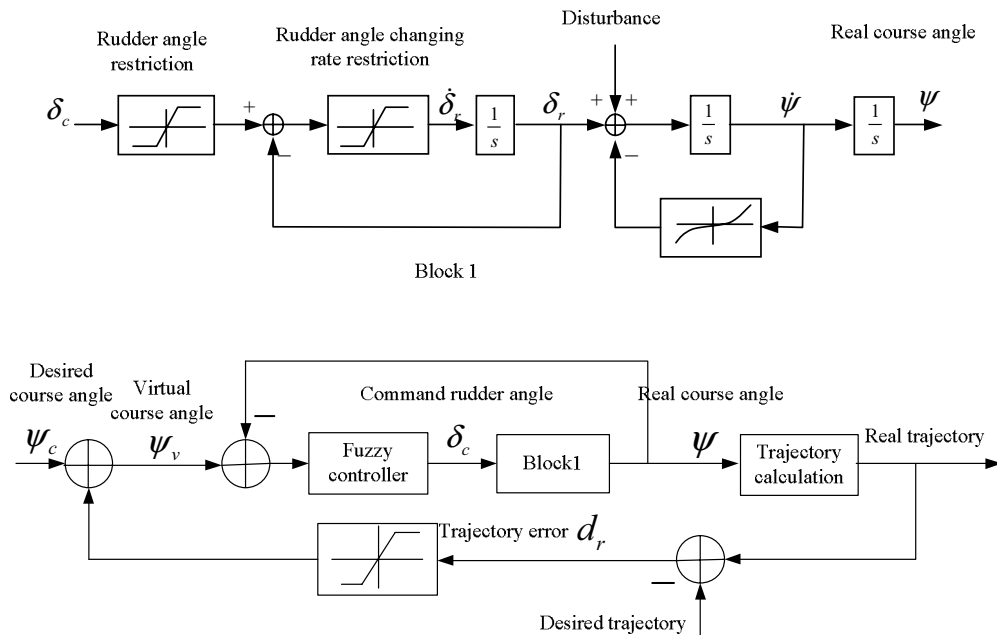 Disturbance
Rudder angle
restriction
Rudder angle changing
rate restriction
Real course angle
δc
+
−
δ̇r
1/s
δr
+
+
−
1/s
ψ̇
1/s
ψ
Block 1
Desired
course angle
Virtual
course angle
Command rudder angle
Real course angle
ψc
ψv
−
Fuzzy
controller
δc
Block1
ψ
Trajectory
calculation
Real trajectory
Trajectory error dr
−
Desired trajectory